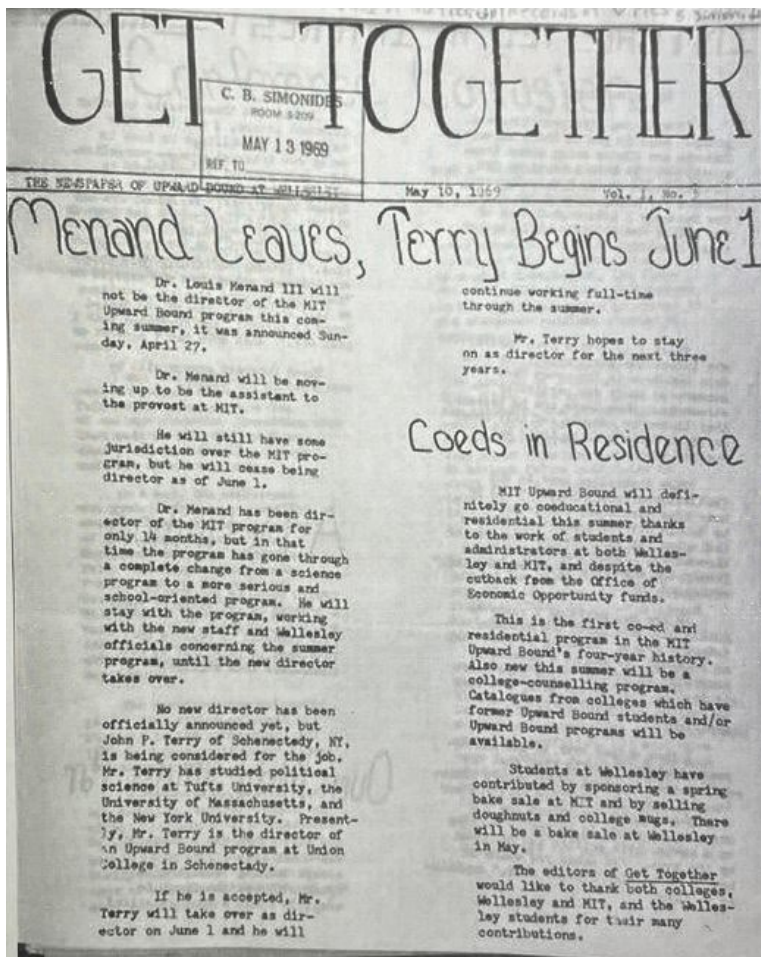 GET TOGETHER
C. B. SIMONIDES
ROOM
MAY 13 1969
REF. TO
THE NEWSPAPER OF UPWARD BOUND AT WELLESLEY May 10, 1969 Vol. No.
Menand Leaves, Terry Begins June 1
Dr. Louis Menand III will
not be the director of the MIT
Upward Bound program this com-
ing summer, it was announced Sun-
day, April 27.
Dr. Menand will be mov-
ing up to be the assistant to
the provost at MIT.
He will still have some
jurisdiction over the MIT pro-
gram, but he will cease being
director as of June 1.
Dr. Menand has been dir-
ector of the MIT program for
only 14 months, but in that
time the program has gone through
a complete change from a science
program to a more serious and
school-oriented program. He will
stay with the program, working
with the new staff and Wellesley
officials concerning the summer
program, until the new director
takes over.
No new director has been
officially announced yet, but
John P. Terry of Schenectedy, NY,
is being considered for the job.
Mr. Terry has studied political
science at Tufts University, the
University of Massachusetts, and
the New York University. Present-
ly, Mr. Terry is the director of
an Upward Bound program at Union
College in Schenectady.
If he is accepted, Mr.
Terry will take over as dir-
ector on June 1 and he will
continue working full-time
through the summer.
Mr. Terry hopes to stay
on as director for the next three
years.
Coeds in Residence
MIT Upward Bound will defi-
nitely go coeducational and
residential this summer thanks
to the work of students and
administrators at both Welles-
ley and MIT, and despite the
cutback from the Office of
Economic Opportunity funds.
This is the first co-ed and
residential program in the MIT
Upward Bound's four-year history.
Also new this summer will be a
college-counselling program.
Catalogues from colleges which have
former Upward Bound students and/or
Upward Bound programs will be
available.
Students at Wellesley have
contributed by sponsoring a spring
bake sale at MIT and by selling
doughnuts and college mugs. There
will be a bake sale at Wellesley
in May.
The editors of Get Together
would like to thank both colleges,
Wellesley and MIT, and the Welles-
ley students for their many
contributions.